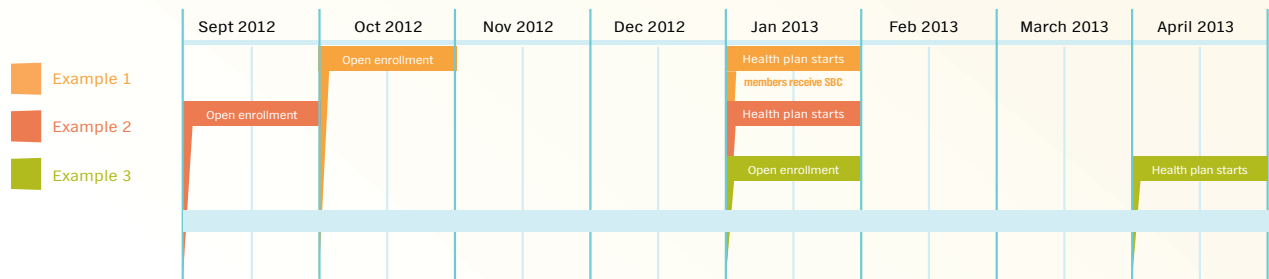 Sept 2012 Oct 2012 Nov 2012 Dec 2012 Jan 2013 Feb 2013 March 2013 April 2013
Open enrollment Health plan starts
Example 1 members receive SBC
Open enrollment Health plan starts
Example 2
Open enrollment Health plan starts
Example 3